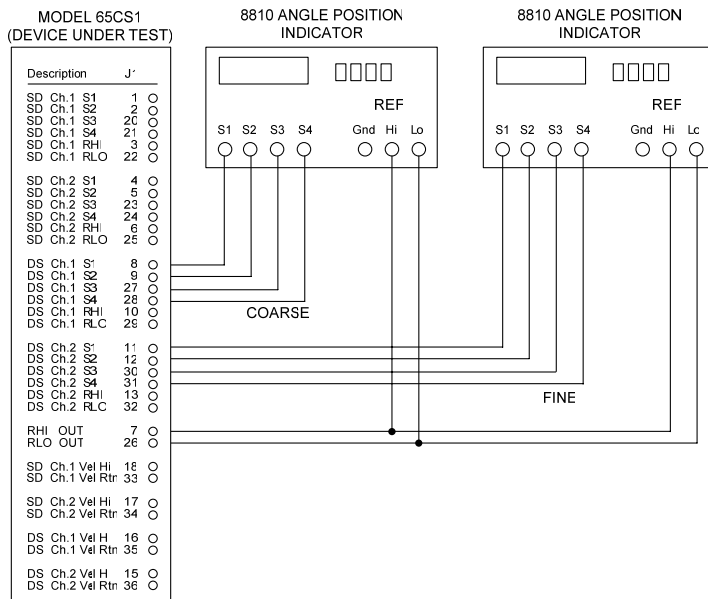 MODEL 65CS1
(DEVICE UNDER TEST)
8810 ANGLE POSITION
INDICATOR
8810 ANGLE POSITION
INDICATOR
Description J1
SD Ch.1 S1 1
SD Ch.1 S2 2
SD Ch.1 S3 20
SD Ch.1 S4 21
SD Ch.1 RHI 3
SD Ch.1 RLO 22
SD Ch.2 S1 4
SD Ch.2 S2 5
SD Ch.2 S3 23
SD Ch.2 S4 24
SD Ch.2 RHI 6
SD Ch.2 RLO 25
DS Ch.1 S1 8
DS Ch.1 S2 9
DS Ch.1 S3 27
DS Ch.1 S4 28
DS Ch.1 RHI 10
DS Ch.1 RLO 29
DS Ch.2 S1 11
DS Ch.2 S2 12
DS Ch.2 S3 30
DS Ch.2 S4 31
DS Ch.2 RHI 13
DS Ch.2 RLO 32
RHI OUT 7
RLO OUT 26
SD Ch.1 Vel Hi 18
SD Ch.1 Vel Rtn 33
SD Ch.2 Vel Hi 17
SD Ch.2 Vel Rtn 34
DS Ch.1 Vel H 16
DS Ch.1 Vel Rtn 35
DS Ch.2 Vel H 15
DS Ch.2 Vel Rtn 36
REF
S1 S2 S3 S4 Gnd Hi Lo
REF
S1 S2 S3 S4 Gnd Hi Lo
COARSE
FINE